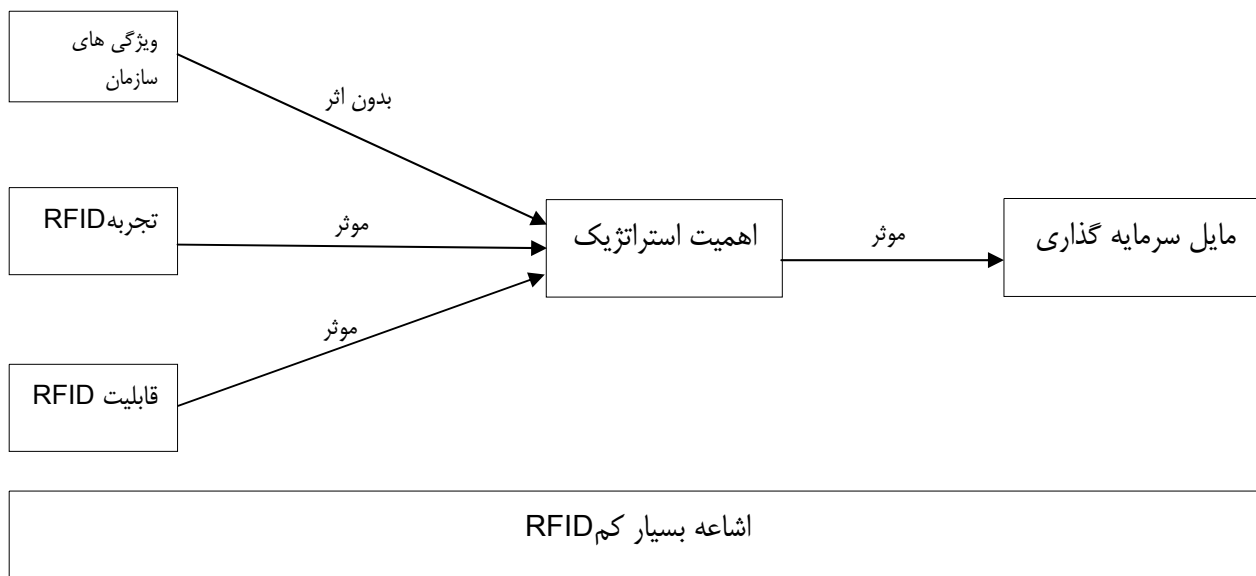 ویژگی های
سازمان
بدون اثر
تجربهRFID
موثر
اهمیت استراتژیک
موثر
مایل سرمایه گذاری
موثر
قابلیت RFID
اشاعه بسیار کمRFID